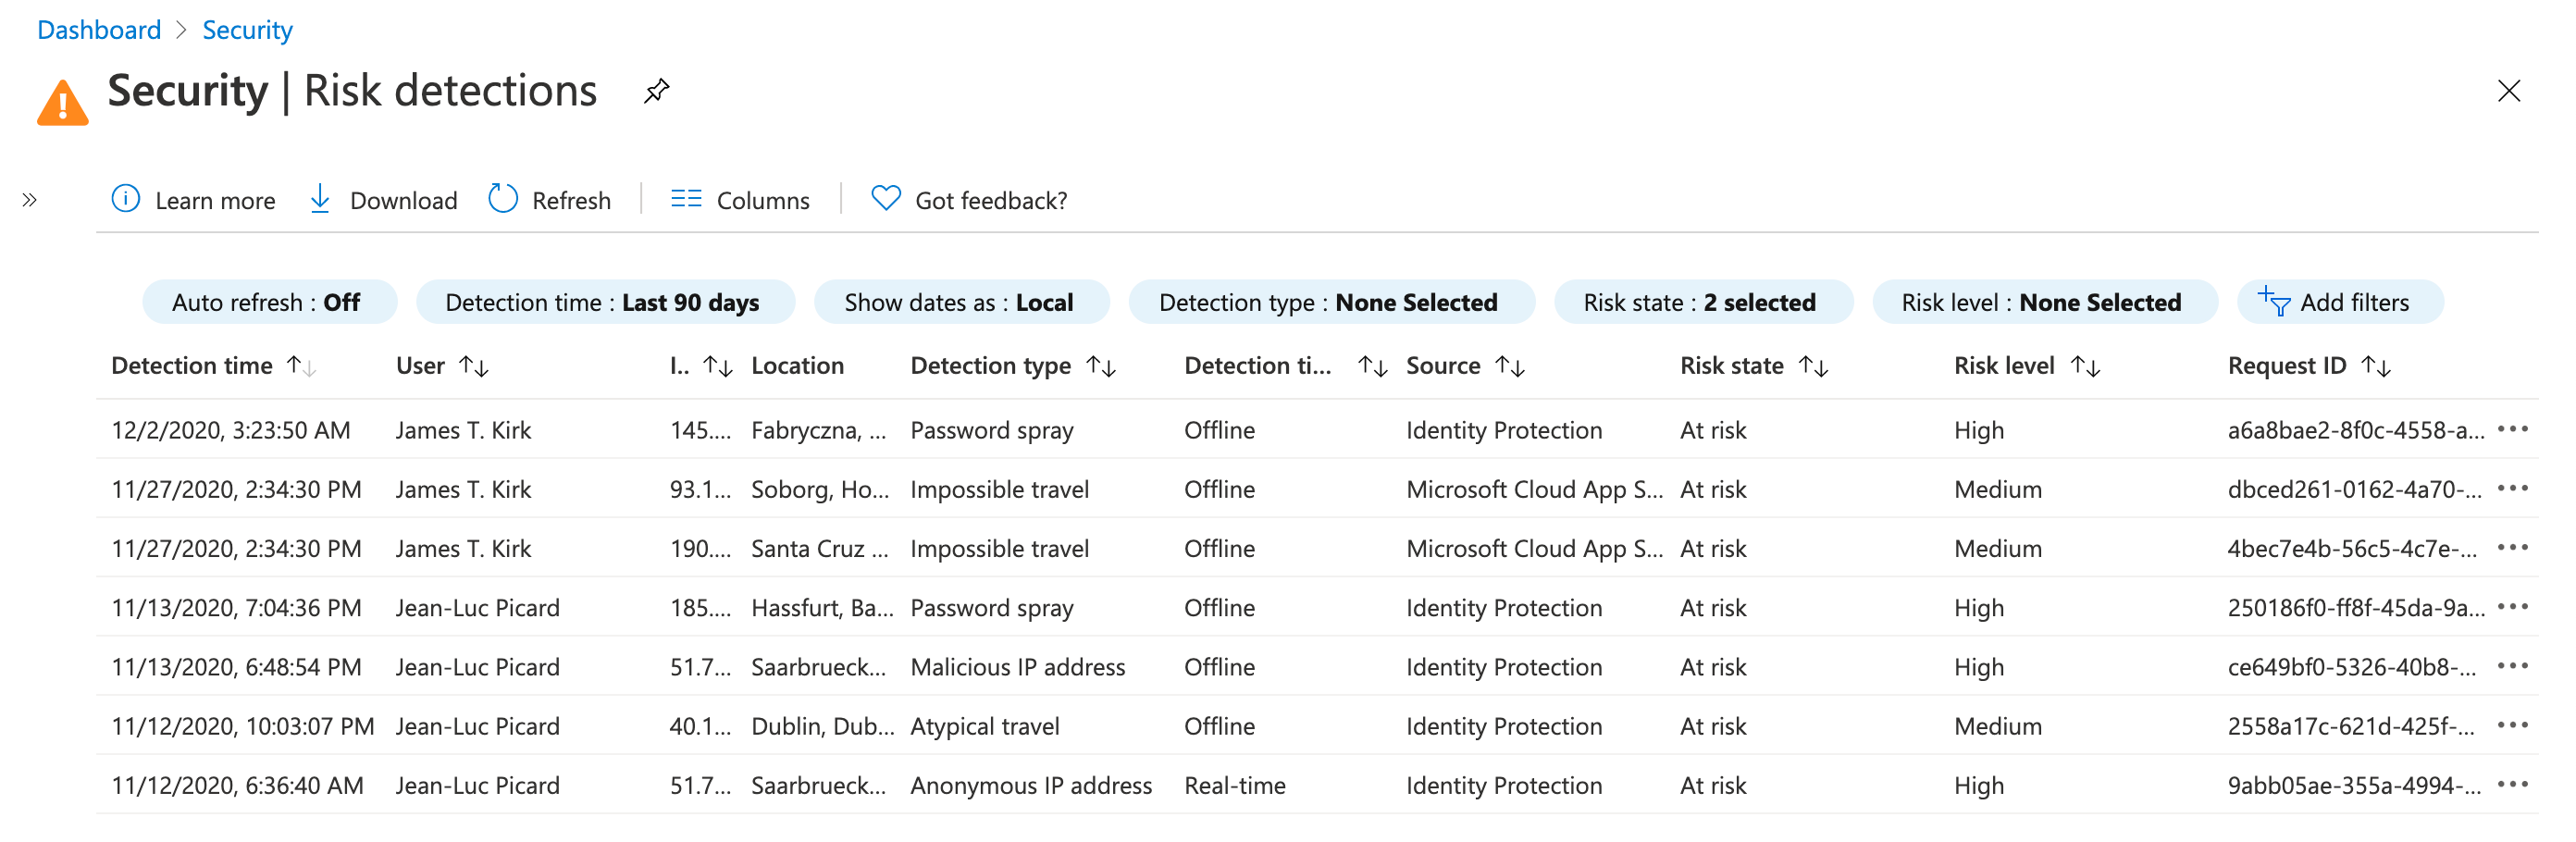 Dashboard > Security
Security | Risk detections
Learn more Download Refresh Columns Got feedback?
Auto refresh : Off Detection time : Last 90 days Show dates as : Local Detection type : None Selected Risk state : 2 selected Risk level : None Selected Add filters
Detection time User I.. Location Detection type Detection ti... Source Risk state Risk level Request ID
12/2/2020, 3:23:50 AM James T. Kirk 145.... Fabryczna, ... Password spray Offline Identity Protection At risk High a6a8bae2-8f0c-4558-a...
11/27/2020, 2:34:30 PM James T. Kirk 93.1... Soborg, Ho... Impossible travel Offline Microsoft Cloud App S... At risk Medium dbced261-0162-4a70-...
11/27/2020, 2:34:30 PM James T. Kirk 190.... Santa Cruz ... Impossible travel Offline Microsoft Cloud App S... At risk Medium 4bec7e4b-56c5-4c7e-...
11/13/2020, 7:04:36 PM Jean-Luc Picard 185.... Hassfurt, Ba... Password spray Offline Identity Protection At risk High 250186f0-ff8f-45da-9a...
11/13/2020, 6:48:54 PM Jean-Luc Picard 51.7... Saarbrueck... Malicious IP address Offline Identity Protection At risk High ce649bf0-5326-40b8-...
11/12/2020, 10:03:07 PM Jean-Luc Picard 40.1... Dublin, Dub... Atypical travel Offline Identity Protection At risk Medium 2558a17c-621d-425f-...
11/12/2020, 6:36:40 AM Jean-Luc Picard 51.7... Saarbrueck... Anonymous IP address Real-time Identity Protection At risk High 9abb05ae-355a-4994-...